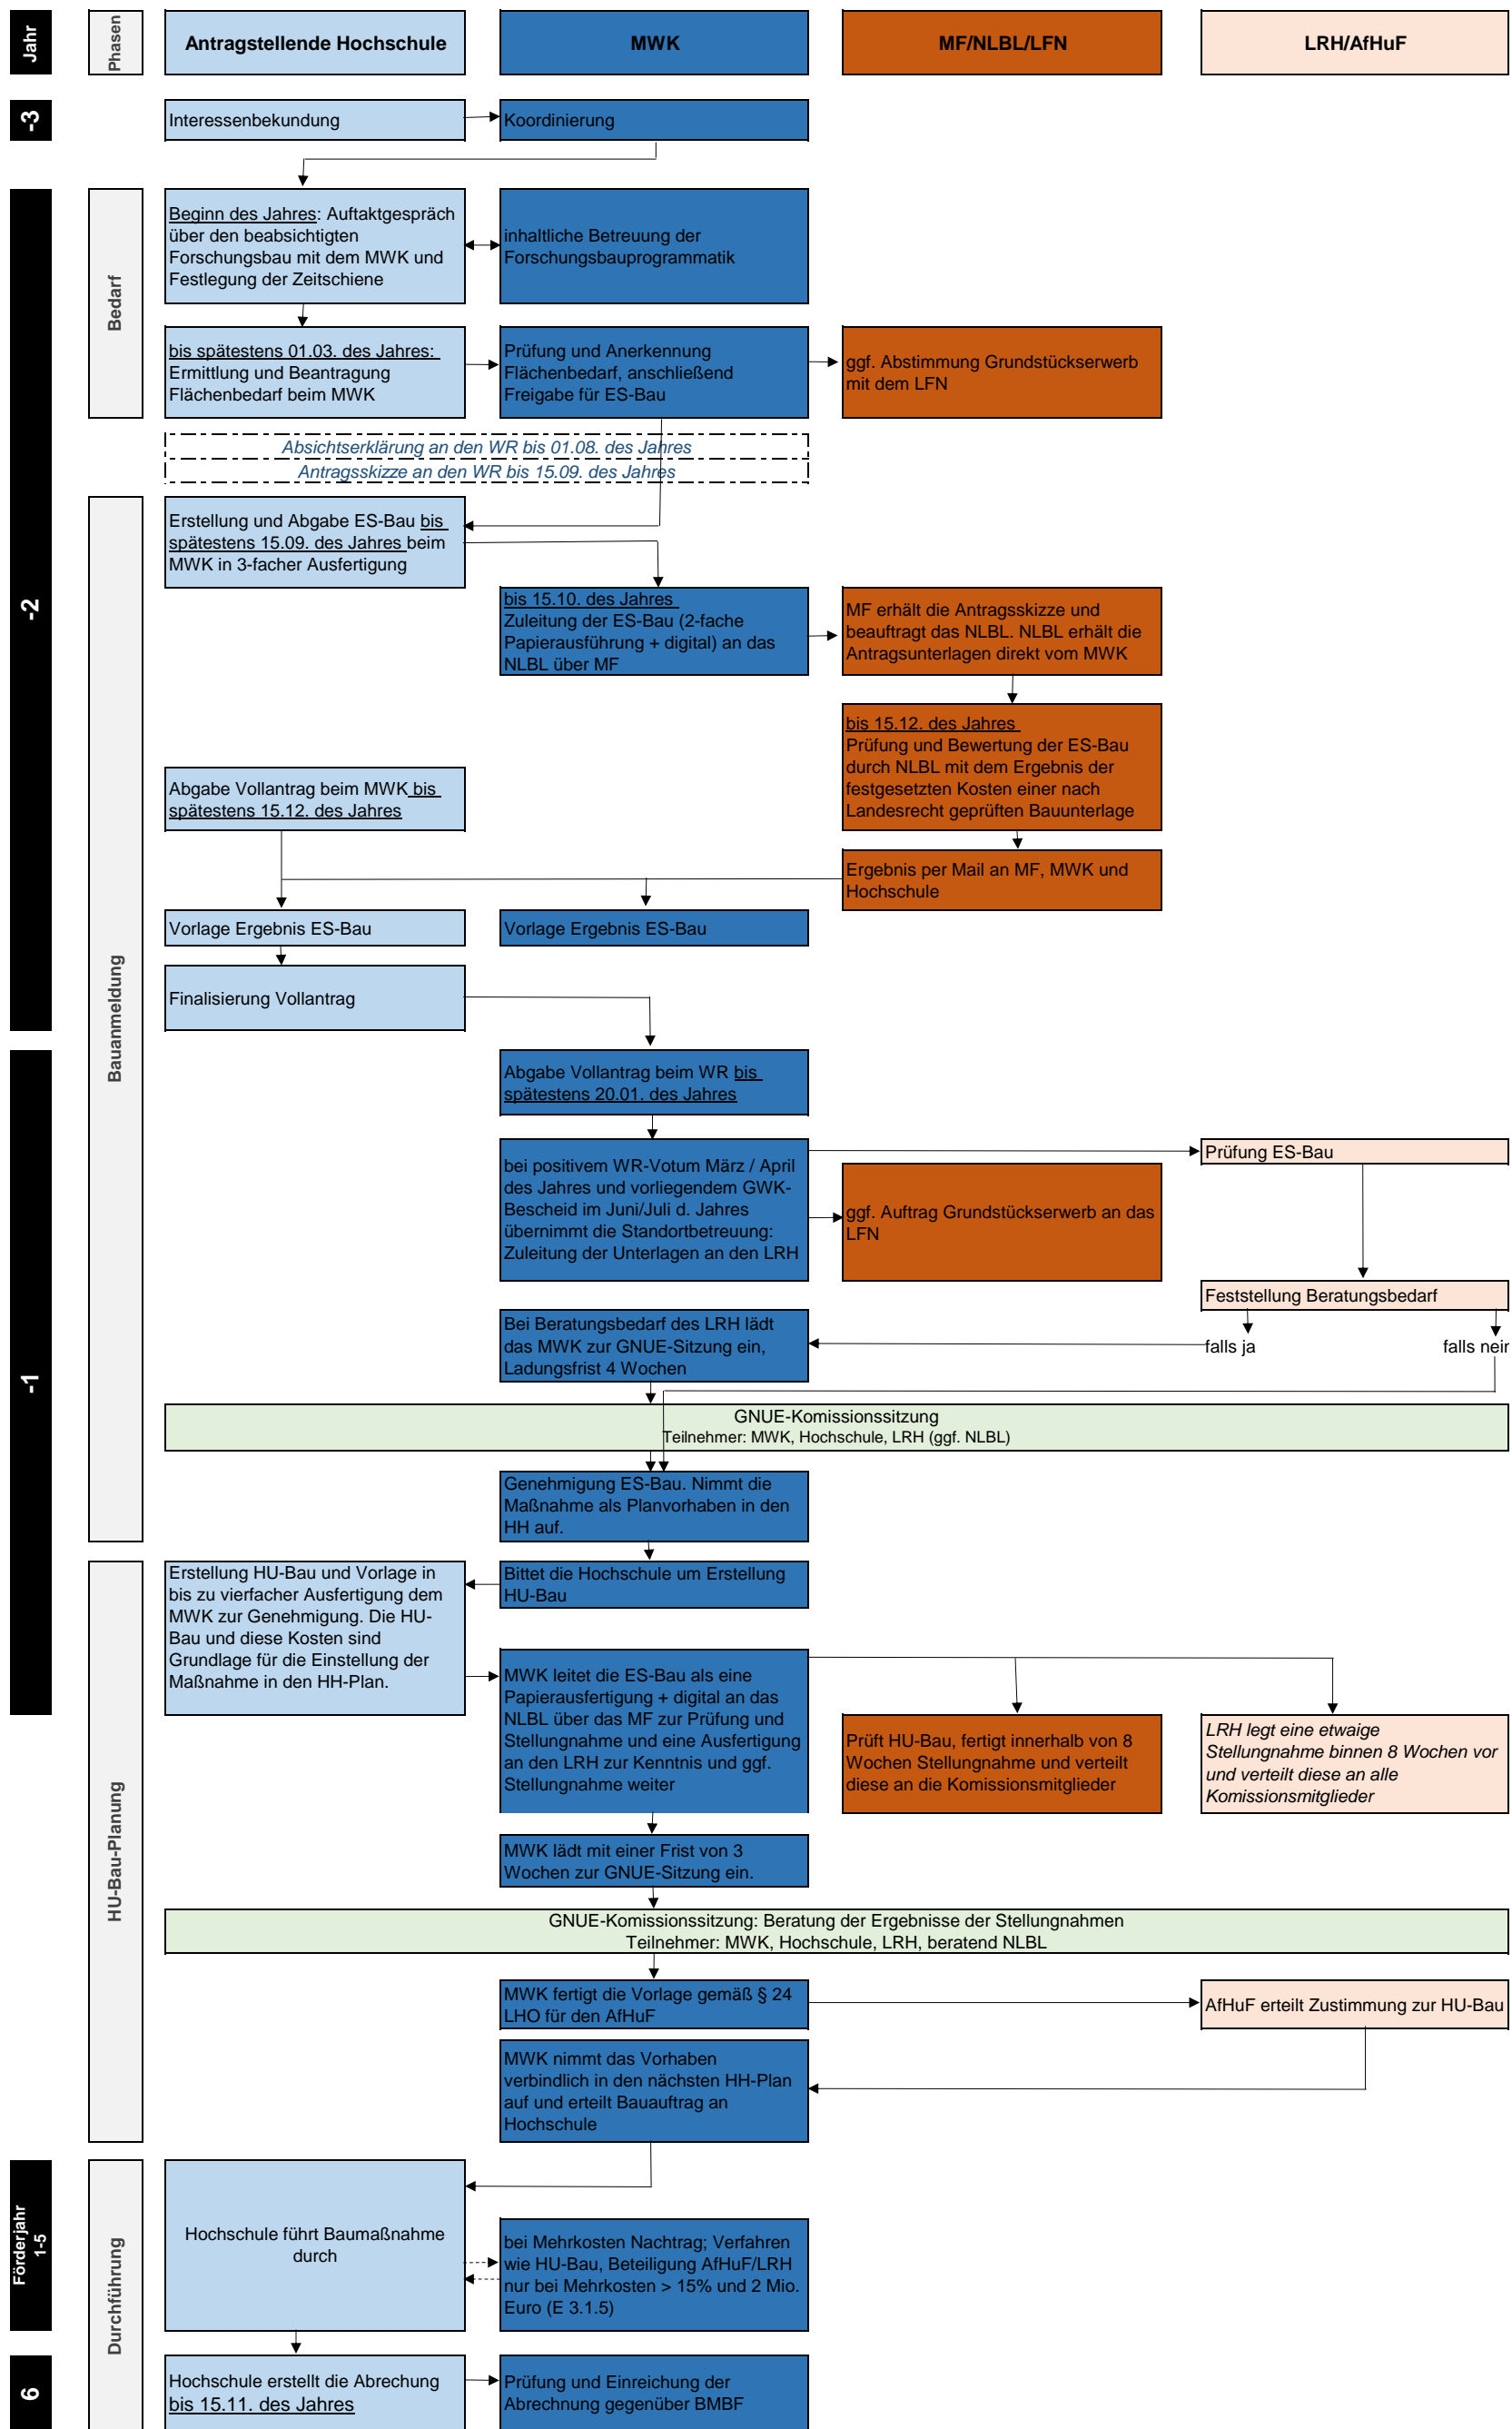 Jahr
Phasen
Antragstellende Hochschule
MWK
MF/NLBL/LFN
LRH/AfHuF
-3
Interessenbekundung
Koordinierung
-2
Bedarf
Beginn des Jahres: Auftaktgespräch
über den beabsichtigten
Forschungsbau mit dem MWK und
Festlegung der Zeitschiene
inhaltliche Betreuung der
Forschungsbauprogrammatik
bis spätestens 01.03. des Jahres:
Ermittlung und Beantragung
Flächenbedarf beim MWK
Prüfung und Anerkennung
Flächenbedarf, anschließend
Freigabe für ES-Bau
ggf. Abstimmung Grundstückserwerb
mit dem LFN
Absichtserklärung an den WR bis 01.08. des Jahres
Antragsskizze an den WR bis 15.09. des Jahres
Bauanmeldung
Erstellung und Abgabe ES-Bau bis
spätestens 15.09. des Jahres beim
MWK in 3-facher Ausfertigung
bis 15.10. des Jahres
Zuleitung der ES-Bau (2-fache
Papierausführung + digital) an das
NLBL über MF
MF erhält die Antragsskizze und
beauftragt das NLBL. NLBL erhält die
Antragsunterlagen direkt vom MWK
bis 15.12. des Jahres
Prüfung und Bewertung der ES-Bau
durch NLBL mit dem Ergebnis der
festgesetzten Kosten einer nach
Landesrecht geprüften Bauunterlage
Abgabe Vollantrag beim MWK bis
spätestens 15.12. des Jahres
Ergebnis per Mail an MF, MWK und
Hochschule
Vorlage Ergebnis ES-Bau
Vorlage Ergebnis ES-Bau
Finalisierung Vollantrag
-1
Abgabe Vollantrag beim WR bis
spätestens 20.01. des Jahres
bei positivem WR-Votum März / April
des Jahres und vorliegendem GWK-
Bescheid im Juni/Juli d. Jahres
übernimmt die Standortbetreuung:
Zuleitung der Unterlagen an den LRH
ggf. Auftrag Grundstückserwerb an das
LFN
Prüfung ES-Bau
Feststellung Beratungsbedarf
falls ja
falls nein
Bei Beratungsbedarf des LRH lädt
das MWK zur GNUE-Sitzung ein,
Ladungsfrist 4 Wochen
GNUE-Komissionssitzung
Teilnehmer: MWK, Hochschule, LRH (ggf. NLBL)
Genehmigung ES-Bau. Nimmt die
Maßnahme als Planvorhaben in den
HH auf.
HU-Bau-Planung
Erstellung HU-Bau und Vorlage in
bis zu vierfacher Ausfertigung dem
MWK zur Genehmigung. Die HU-
Bau und diese Kosten sind
Grundlage für die Einstellung der
Maßnahme in den HH-Plan.
Bittet die Hochschule um Erstellung
HU-Bau
MWK leitet die ES-Bau als eine
Papierausfertigung + digital an das
NLBL über das MF zur Prüfung und
Stellungnahme und eine Ausfertigung
an den LRH zur Kenntnis und ggf.
Stellungnahme weiter
Prüft HU-Bau, fertigt innerhalb von 8
Wochen Stellungnahme und verteilt
diese an die Komissionsmitglieder
LRH legt eine etwaige
Stellungnahme binnen 8 Wochen vor
und verteilt diese an alle
Komissionsmitglieder
MWK lädt mit einer Frist von 3
Wochen zur GNUE-Sitzung ein.
GNUE-Komissionssitzung: Beratung der Ergebnisse der Stellungnahmen
Teilnehmer: MWK, Hochschule, LRH, beratend NLBL
MWK fertigt die Vorlage gemäß § 24
LHO für den AfHuF
AfHuF erteilt Zustimmung zur HU-Bau
MWK nimmt das Vorhaben
verbindlich in den nächsten HH-Plan
auf und erteilt Bauauftrag an
Hochschule
Förderjahr
1-5
Durchführung
Hochschule führt Baumaßnahme
durch
bei Mehrkosten Nachtrag; Verfahren
wie HU-Bau, Beteiligung AfHuF/LRH
nur bei Mehrkosten > 15% und 2 Mio.
Euro (E 3.1.5)
6
Hochschule erstellt die Abrechung
bis 15.11. des Jahres
Prüfung und Einreichung der
Abrechnung gegenüber BMBF